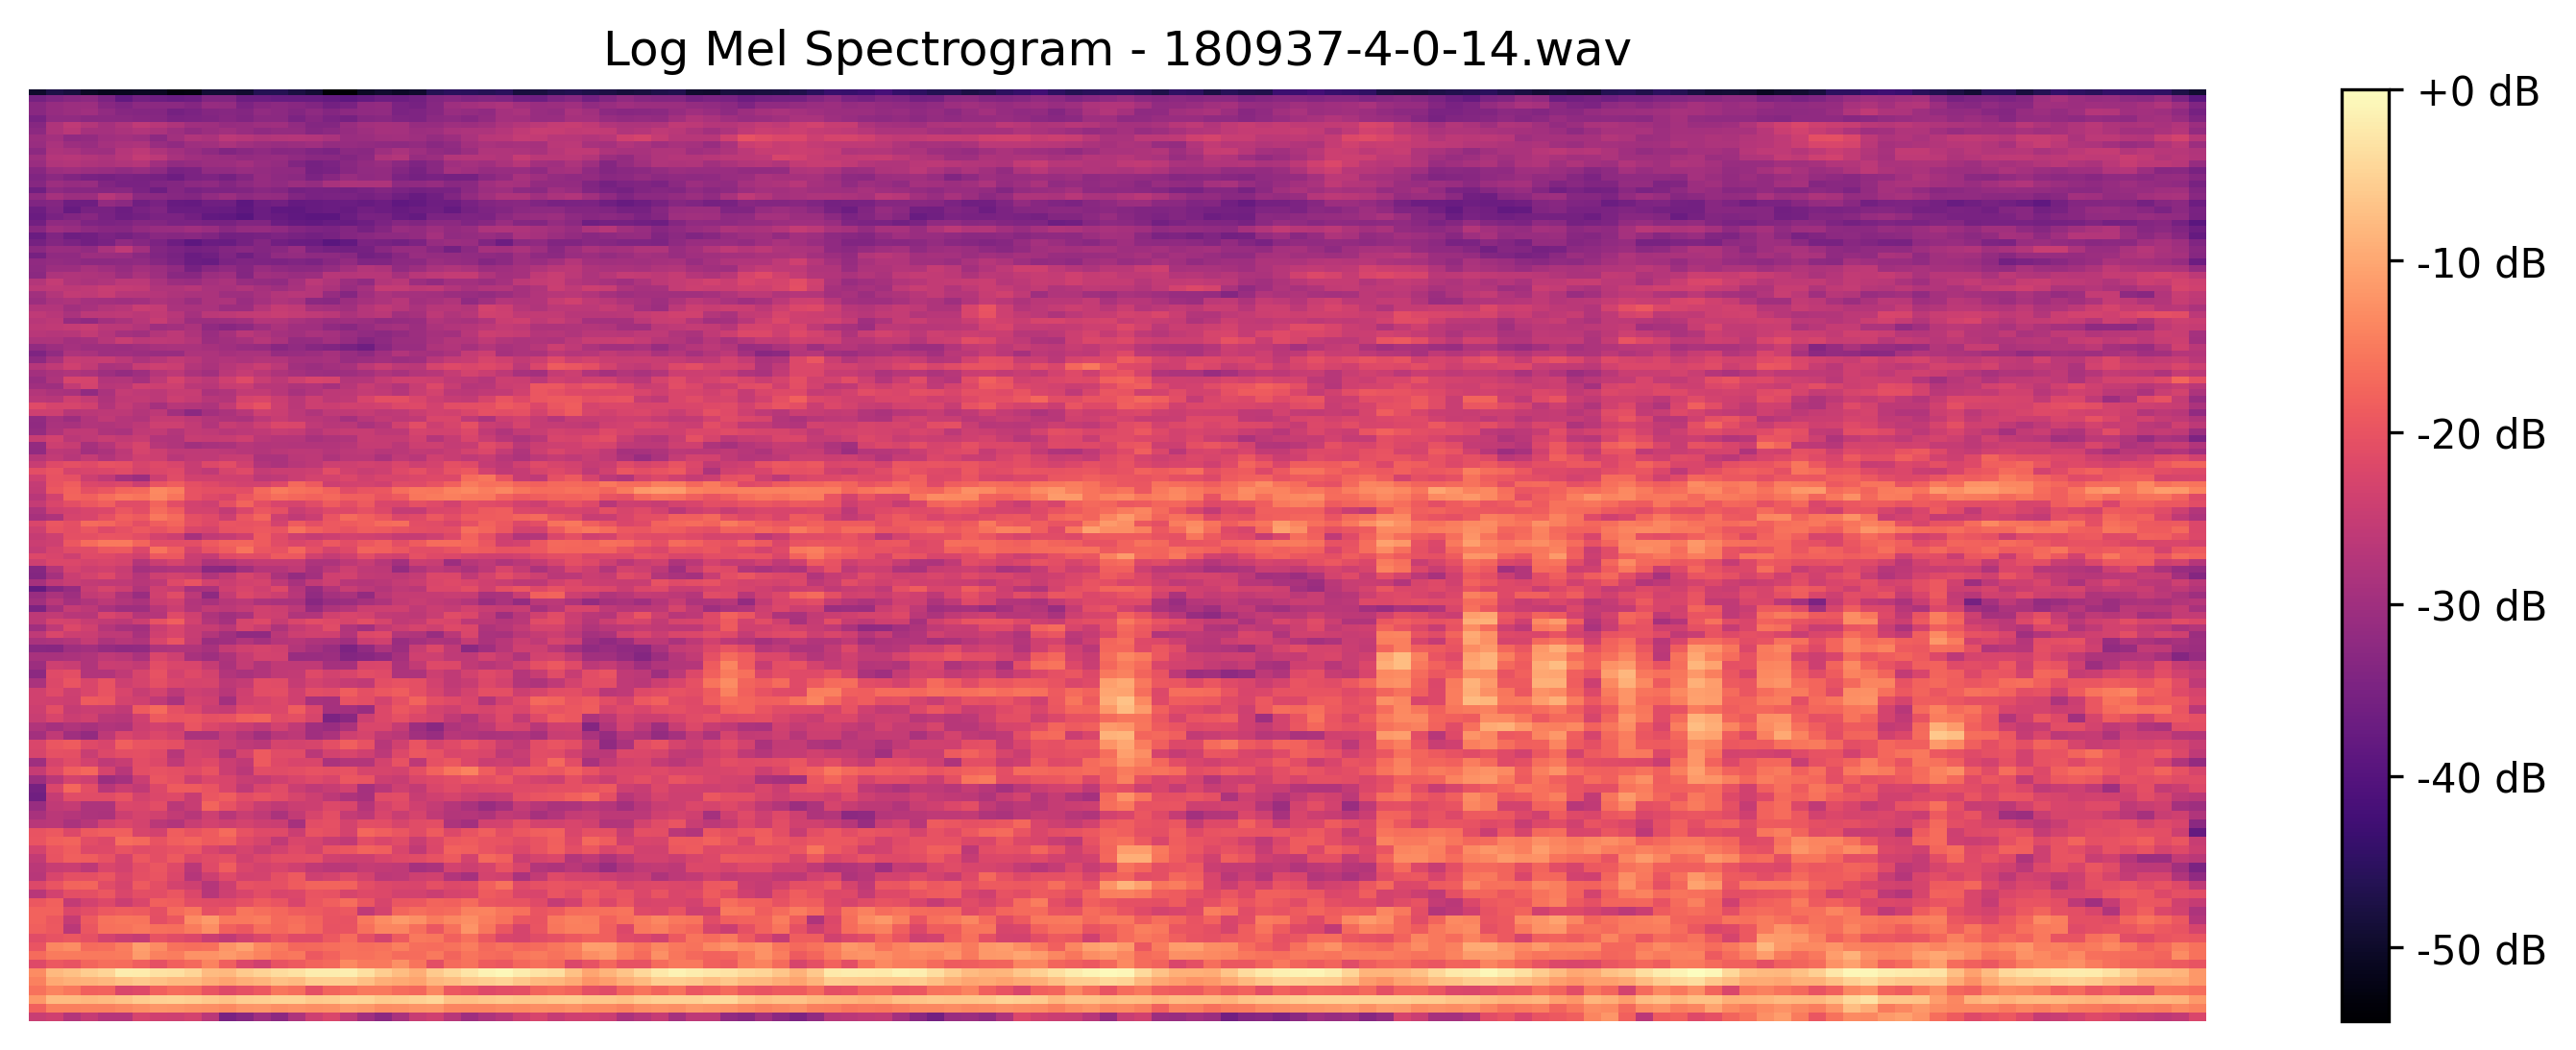 Log Mel Spectrogram - 180937-4-0-14.wav
+0 dB
-10 dB
-20 dB
-30 dB
-40 dB
-50 dB